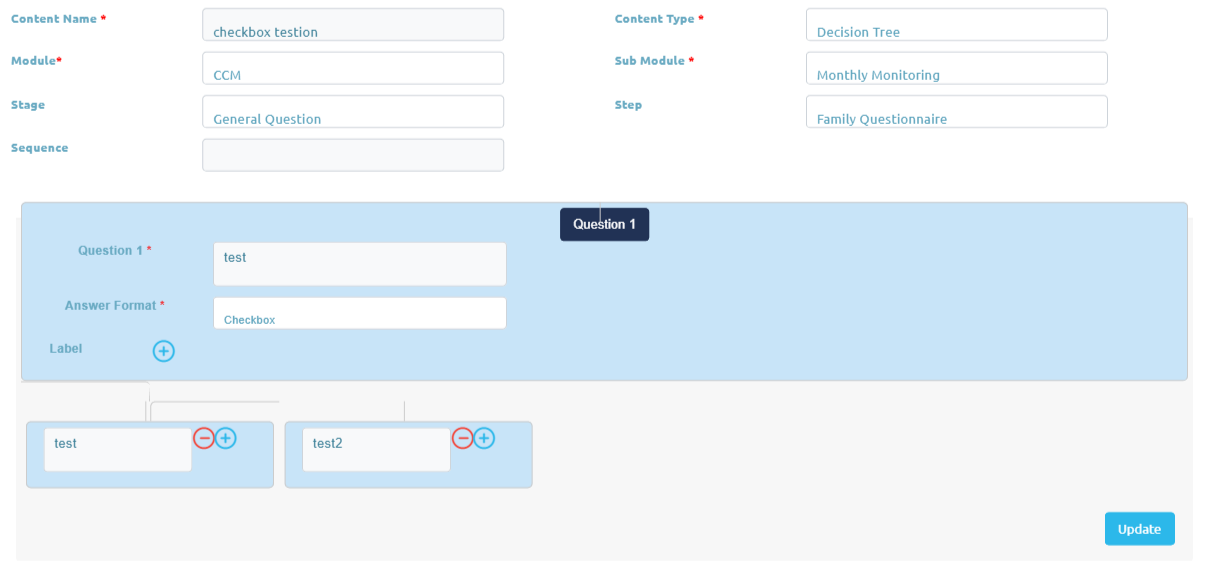 Content Name *
checkbox testion
Content Type *
Decision Tree
Module*
CCM
Sub Module *
Monthly Monitoring
Stage
General Question
Step
Family Questionnaire
Sequence
Question 1
Question 1 *
test
Answer Format *
Checkbox
Label
test
test2
Update